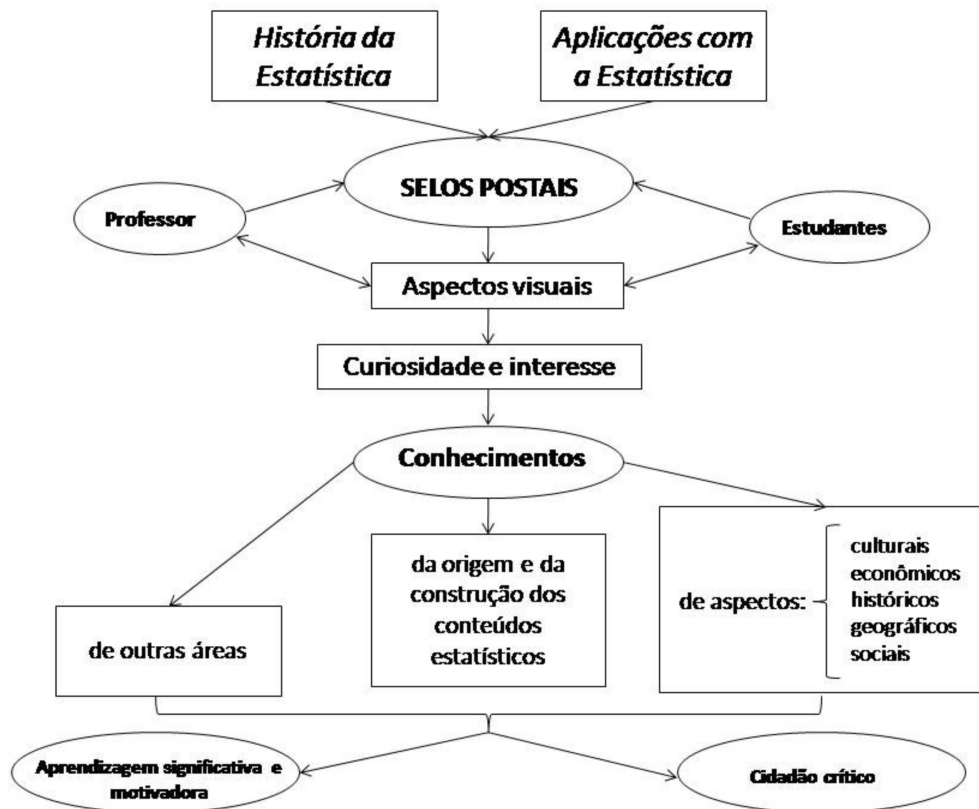 História da
Estatística
Aplicações com
a Estatística
SELOS POSTAIS
Professor
Estudantes
Aspectos visuais
Curiosidade e interesse
Conhecimentos
de outras áreas
da origem e da
construção dos
conteúdos
estatísticos
de aspectos:
culturais
econômicos
históricos
geográficos
sociais
Aprendizagem significativa e
motivadora
Cidadão crítico